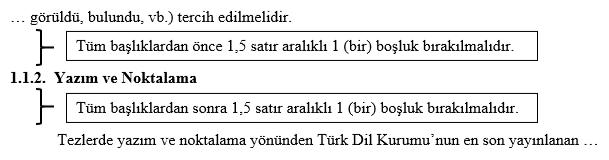 … görüldü, bulundu, vb.) tercih edilmelidir.
Tüm başlıklardan önce 1,5 satır aralıklı 1 (bir) boşluk bırakılmalıdır.
1.1.2. Yazım ve Noktalama
Tüm başlıklardan sonra 1,5 satır aralıklı 1 (bir) boşluk bırakılmalıdır.
Tezlerde yazım ve noktalama yönünden Türk Dil Kurumu’nun en son yayınlanan …